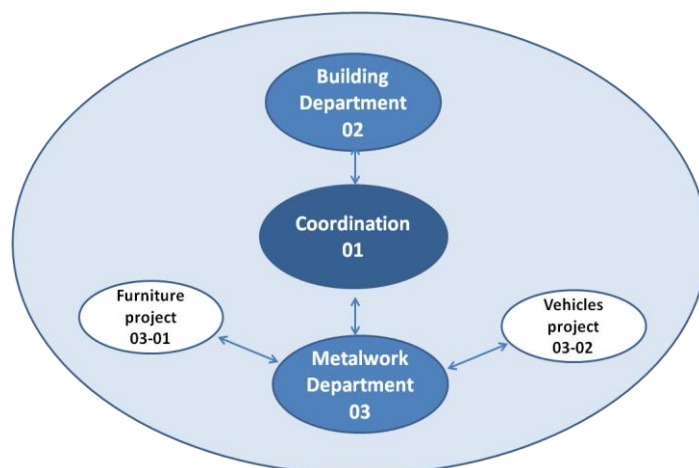 Building
Department
02
Coordination
01
Furniture
project
03-01
Vehicles
project
03-02
Metalwork
Department
03